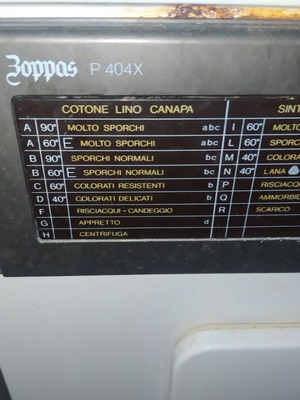 Zoppas P 404X
COTONE LINO CANAPA SINT
A 90° MOLTO SPORCHI abc I 60° MOLTO
A 60° E MOLTO SPORCHI abc L 60° SPORC
B 90° SPORCHI NORMALI bc M 40° COLORA
B 60° E SPORCHI NORMALI bc N 40° LANA
C 60° COLORATI RESISTENTI b P RISCIACQ
D 40° COLORATI DELICATI b Q AMMORBID
F RISCIACQUI - CANDEGGIO R SCARICO
G APPRETTO d
H CENTRIFUGA